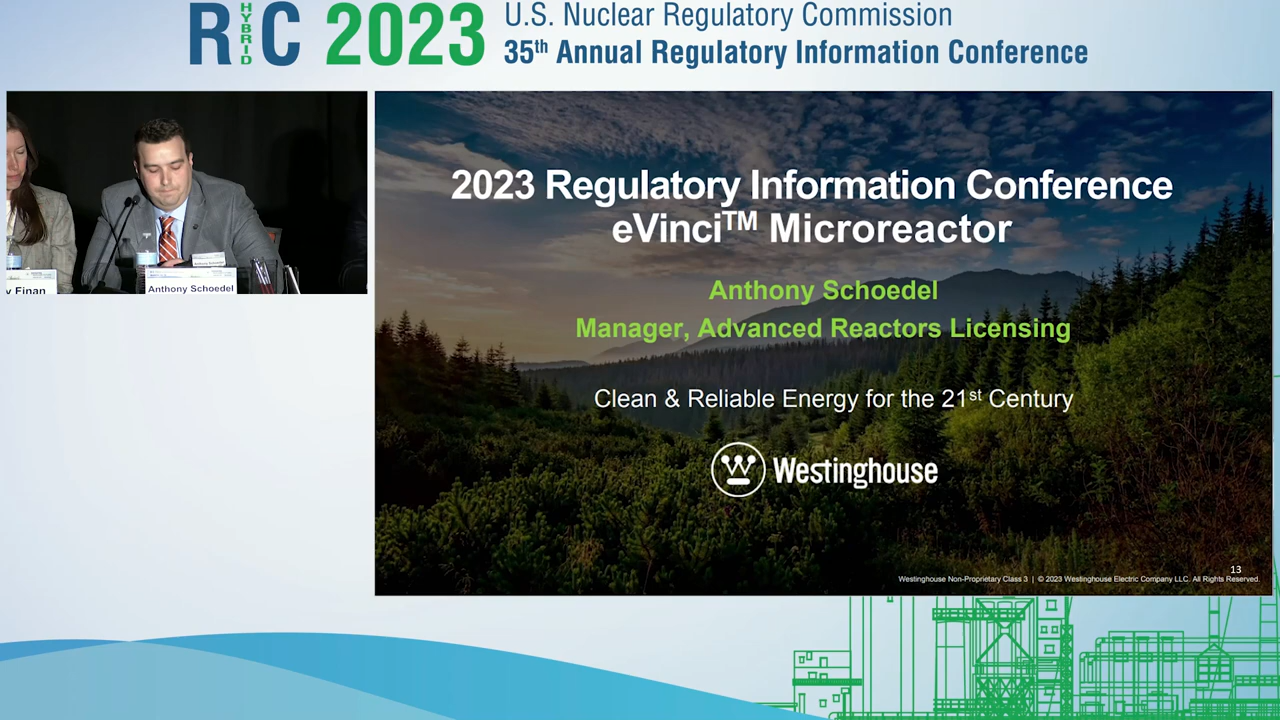 RIC 2023
HYBRID
U.S. Nuclear Regulatory Commission
35th Annual Regulatory Information Conference
2023 Regulatory Information Conference
eVinci™ Microreactor
Anthony Schoedel
Manager, Advanced Reactors Licensing
Clean & Reliable Energy for the 21st Century
Westinghouse
13
Westinghouse Non-Proprietary Class 3 | © 2023 Westinghouse Electric Company LLC. All Rights Reserved.
y Finan
Anthony Schoedel